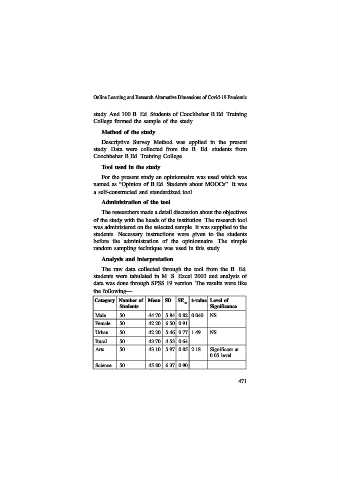 Online Learning and Research Alternative Dimensions of Covid-19 Pandemic
study And 100 B Ed Students of Coochbehar B Ed Training
College formed the sample of the study
Method of the study
Descriptive Survey Method was applied in the present
study Data were collected from the B Ed students from
Coochbehar B Ed Training College
Tool used in the study
For the present study an opinionnaire was used which was
named as "Opinion of B Ed Students about MOOCs" It was
a self-constructed and standardized tool
Administration of the tool
The researchers made a detail discussion about the objectives
of the study with the heads of the institution The research tool
was administered on the selected sample It was supplied to the
students Necessary instructions were given to the students
before the administration of the opinionnaire The simple
random sampling technique was used in this study
Analysis and interpretation
The raw data collected through the tool from the B Ed
students were tabulated in M S Excel 2003 and analysis of
data was done through SPSS 19 version The results were like
the following—
Category Number of Students Mean SD SEm t-value Level of Significance
Male 50 44 70 5 84 0 82 NS
Female 50 42 20 6 50 0 91
Urban 50 42 20 5 46 0 77 1 49 NS
Rural 50 43 70 4 53 0 64
Arts 50 43 10 5 97 0 85 2 18 Significant at 0 05 level
Science 50 45 80 6 37 0 90
471